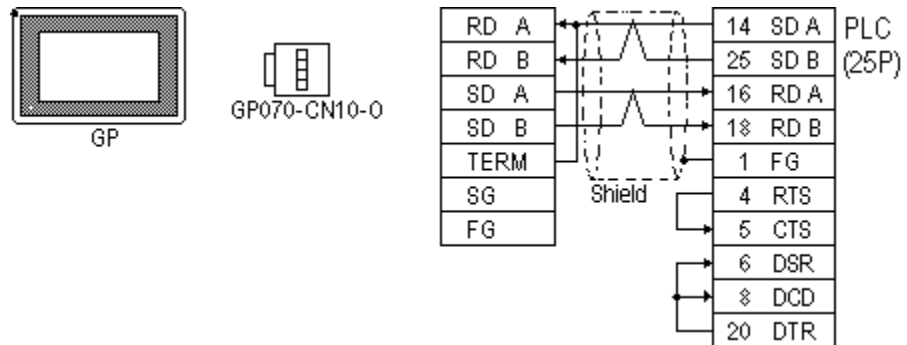 GP
GP070-CN10-0
RD A
RD B
SD A
SD B
TERM
SG
FG
Shield
14 SD A
25 SD B
16 RD A
18 RD B
1 FG
4 RTS
5 CTS
6 DSR
8 DCD
20 DTR
PLC
(25P)